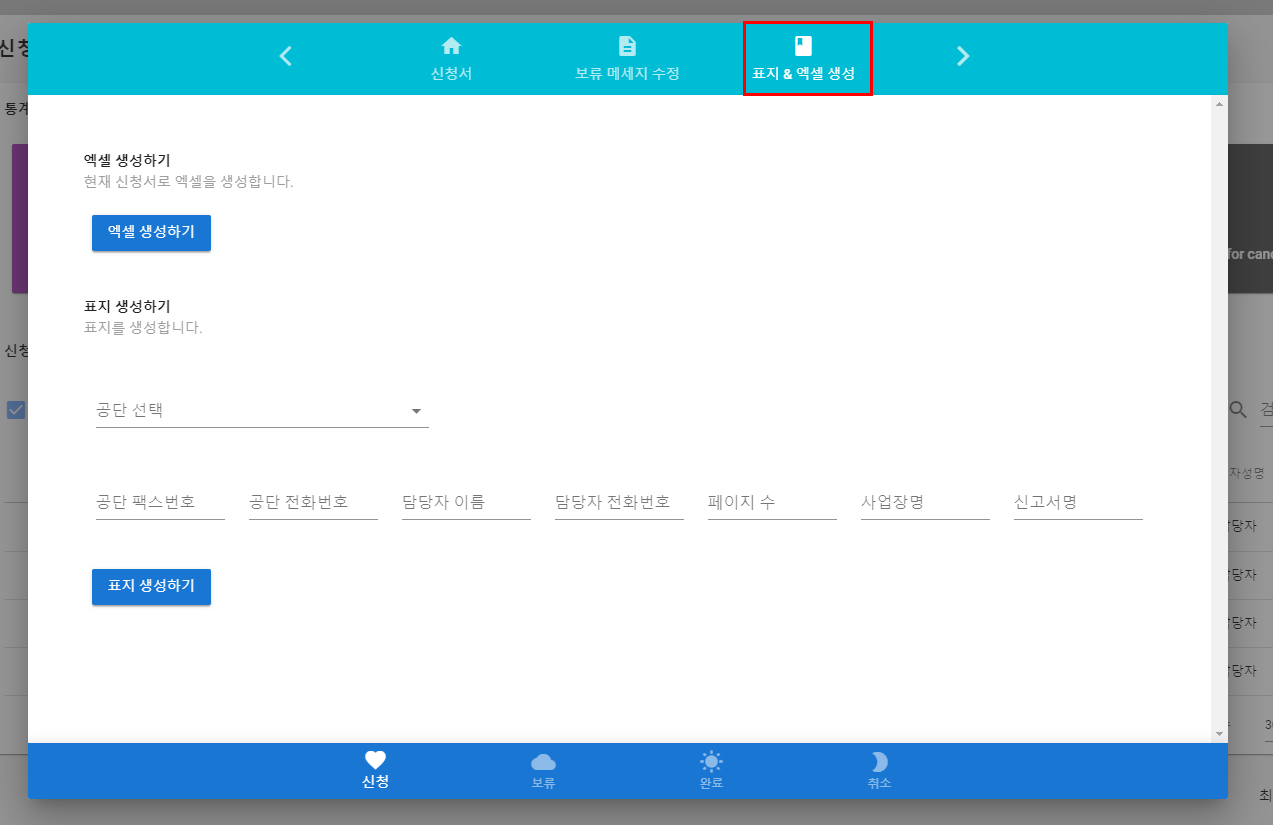 신청
신청서
보류 메세지 수정
표지 & 엑셀 생성
통계
엑셀 생성하기
현재 신청서로 엑셀을 생성합니다.
엑셀 생성하기
for canc
표지 생성하기
표지를 생성합니다.
신청
공단 선택
검
자성명
공단 팩스번호
공단 전화번호
담당자 이름
담당자 전화번호
페이지 수
사업장명
신고서명
담당자
담당자
표지 생성하기
담당자
담당자
신청
보류
완료
취소
최